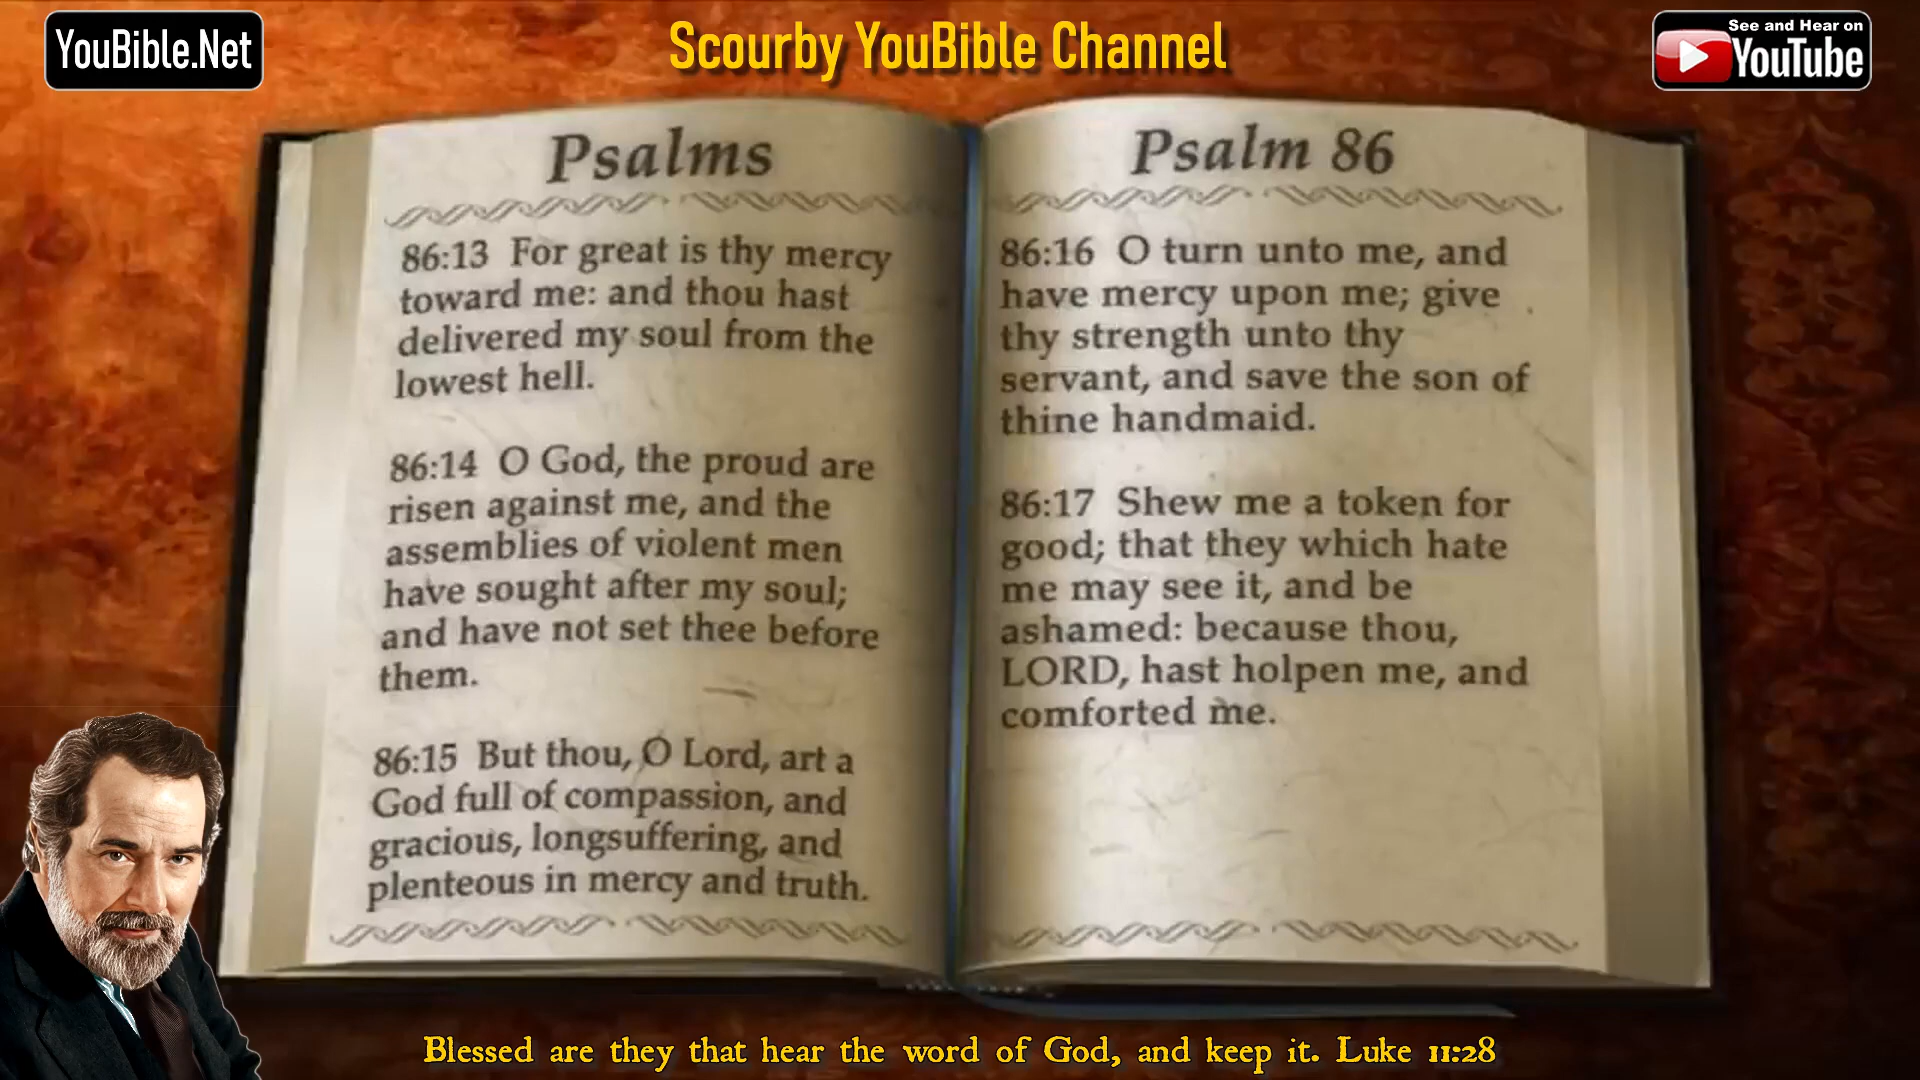 YouBible.Net
Scourby YouBible Channel
See and Hear on
YouTube
Psalms
86:13 For great is thy mercy
toward me: and thou hast
delivered my soul from the
lowest hell.
86:14 O God, the proud are
risen against me, and the
assemblies of violent men
have sought after my soul;
and have not set thee before
them.
86:15 But thou, O Lord, art a
God full of compassion, and
gracious, longsuffering, and
plenteous in mercy and truth.
Psalm 86
86:16 O turn unto me, and
have mercy upon me; give
thy strength unto thy
servant, and save the son of
thine handmaid.
86:17 Shew me a token for
good; that they which hate
me may see it, and be
ashamed: because thou,
LORD, hast holpen me, and
comforted me.
Blessed are they that hear the word of God, and keep it. Luke 11:28